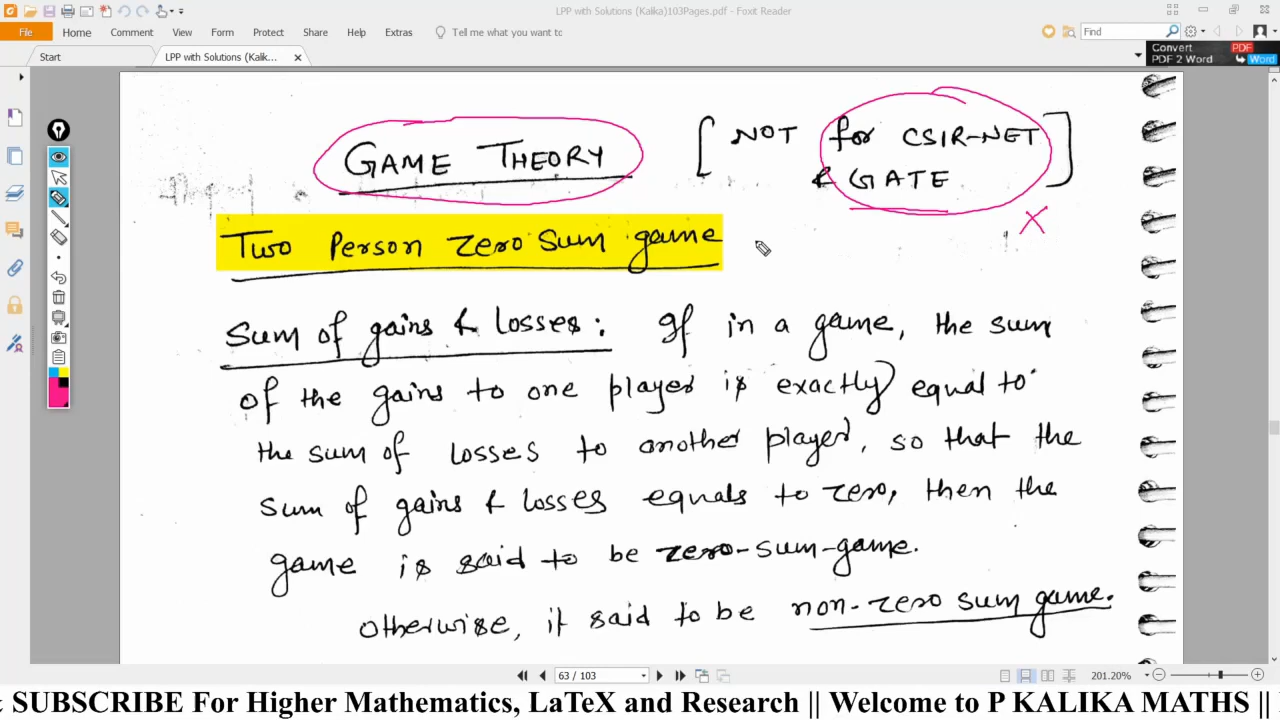 LPP with Solutions (Kalika)103Pages.pdf - Foxit Reader
File Home Comment View Form Protect Share Help Extras Tell me what you want to Find
Start LPP with Solutions (Kalik...
Convert PDF
PDF 2 Word Word
GAME THEORY [NOT for CSIR-NET
& GATE]
X
Two Person Zero Sum game
Sum of gains & Losses: If in a game, the sum
of the gains to one player is exactly equal to
the sum of losses to another player, so that the
sum of gains & losses equals to zero, then the
game is said to be zero-sum-game.
Otherwise, it said to be non-zero sum game.
63 / 103 201.20%
SUBSCRIBE For Higher Mathematics, LaTeX and Research || Welcome to P KALIKA MATHS ||